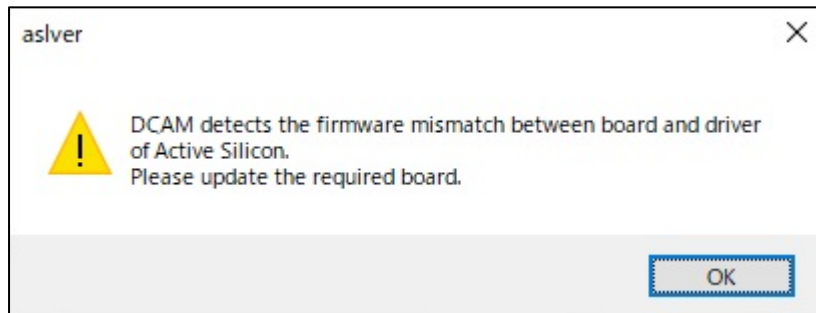 aslver
DCAM detects the firmware mismatch between board and driver
of Active Silicon.
Please update the required board.
OK